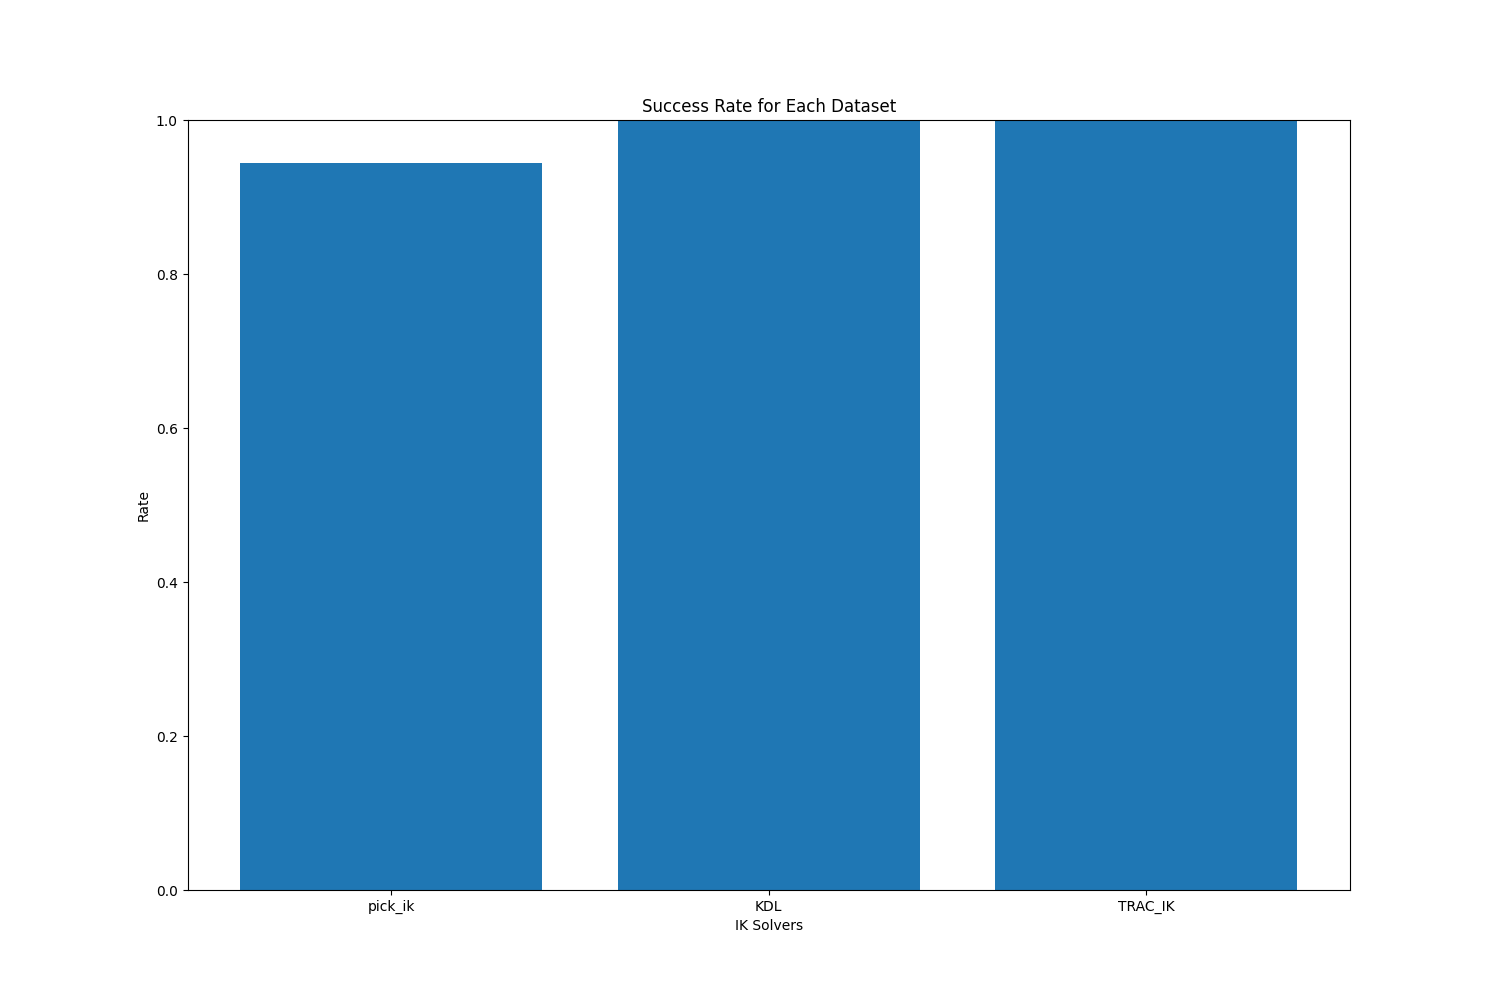 Success Rate for Each Dataset
1.0
0.8
0.6
0.4
0.2
0.0
Rate
pick_ik KDL TRAC_IK
IK Solvers